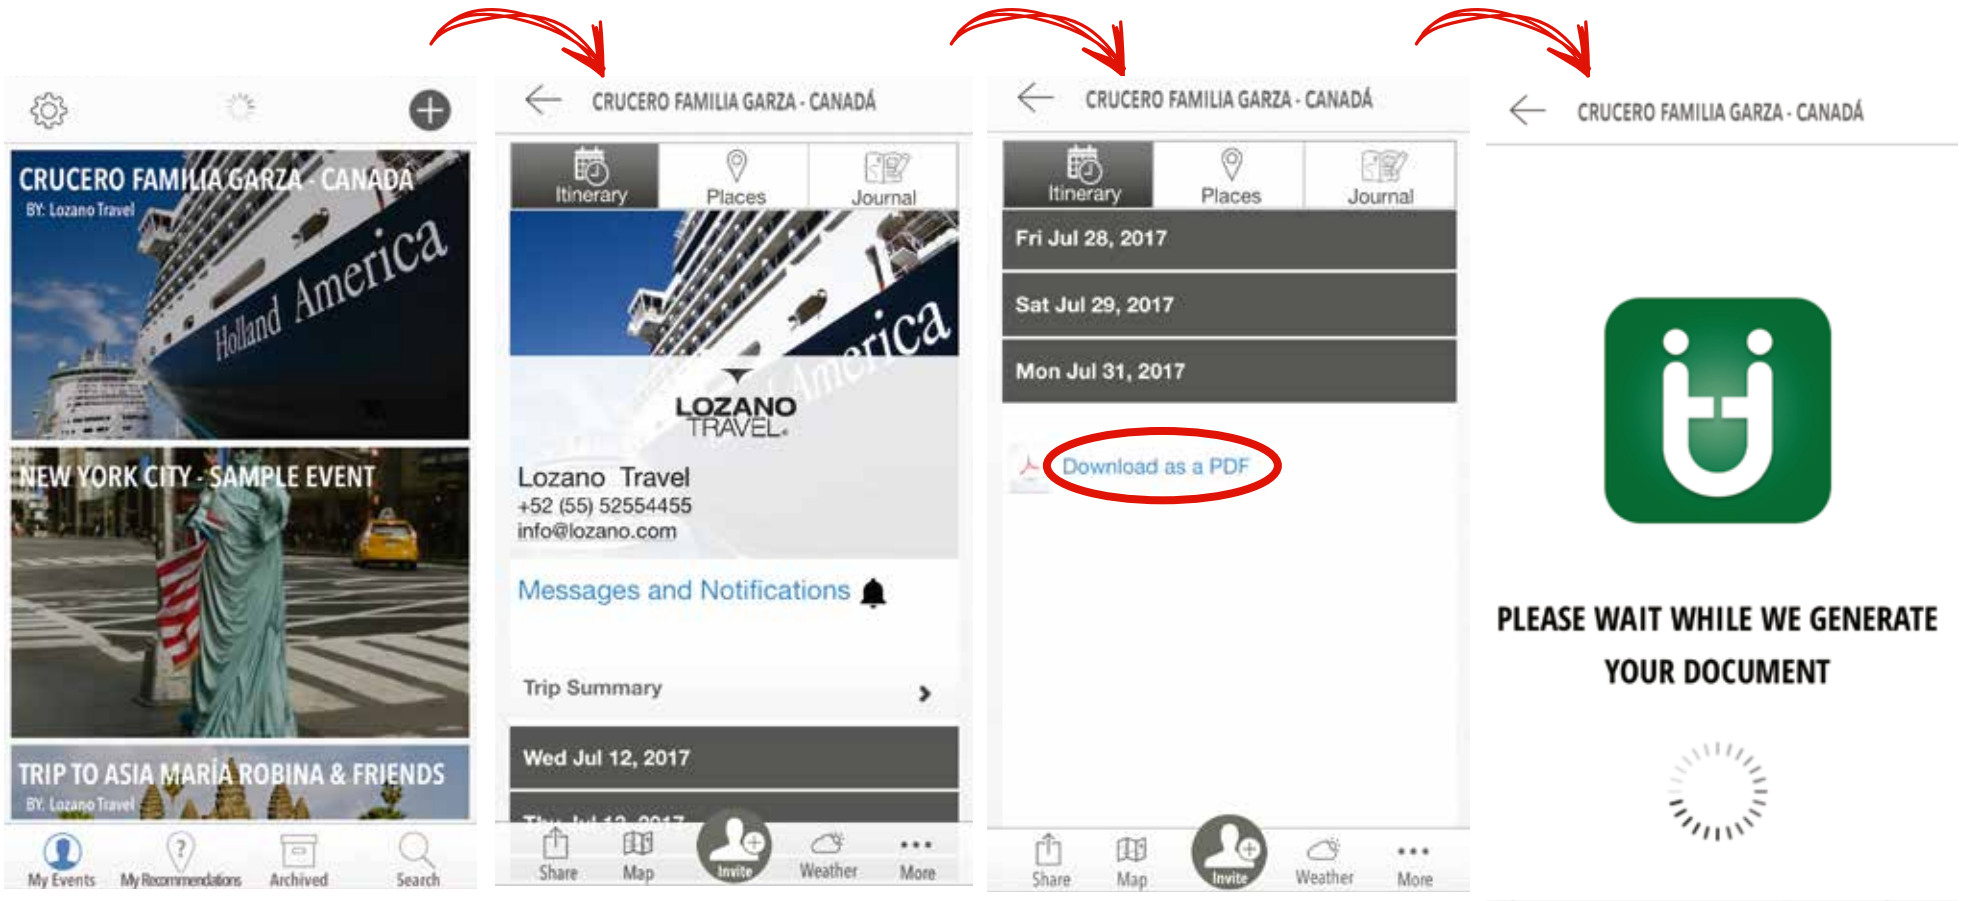 CRUCERO FAMILIA GARZA - CANADÁ
BY: Lozano Travel
Holland America
NEW YORK CITY - SAMPLE EVENT
TRIP TO ASIA MARÍA ROBINA & FRIENDS
BY: Lozano Travel
My Events
My Recommendations
Archived
Search
CRUCERO FAMILIA GARZA - CANADÁ
Itinerary
Places
Journal
America
LOZANO
TRAVEL
Lozano Travel
+52 (55) 52554455
info@lozano.com
Messages and Notifications
Trip Summary
Wed Jul 12, 2017
Thu Jul 13, 2017
Share
Map
Invite
Weather
More
CRUCERO FAMILIA GARZA - CANADÁ
Itinerary
Places
Journal
Fri Jul 28, 2017
Sat Jul 29, 2017
Mon Jul 31, 2017
Download as a PDF
Share
Map
Invite
Weather
More
CRUCERO FAMILIA GARZA - CANADÁ
PLEASE WAIT WHILE WE GENERATE
YOUR DOCUMENT